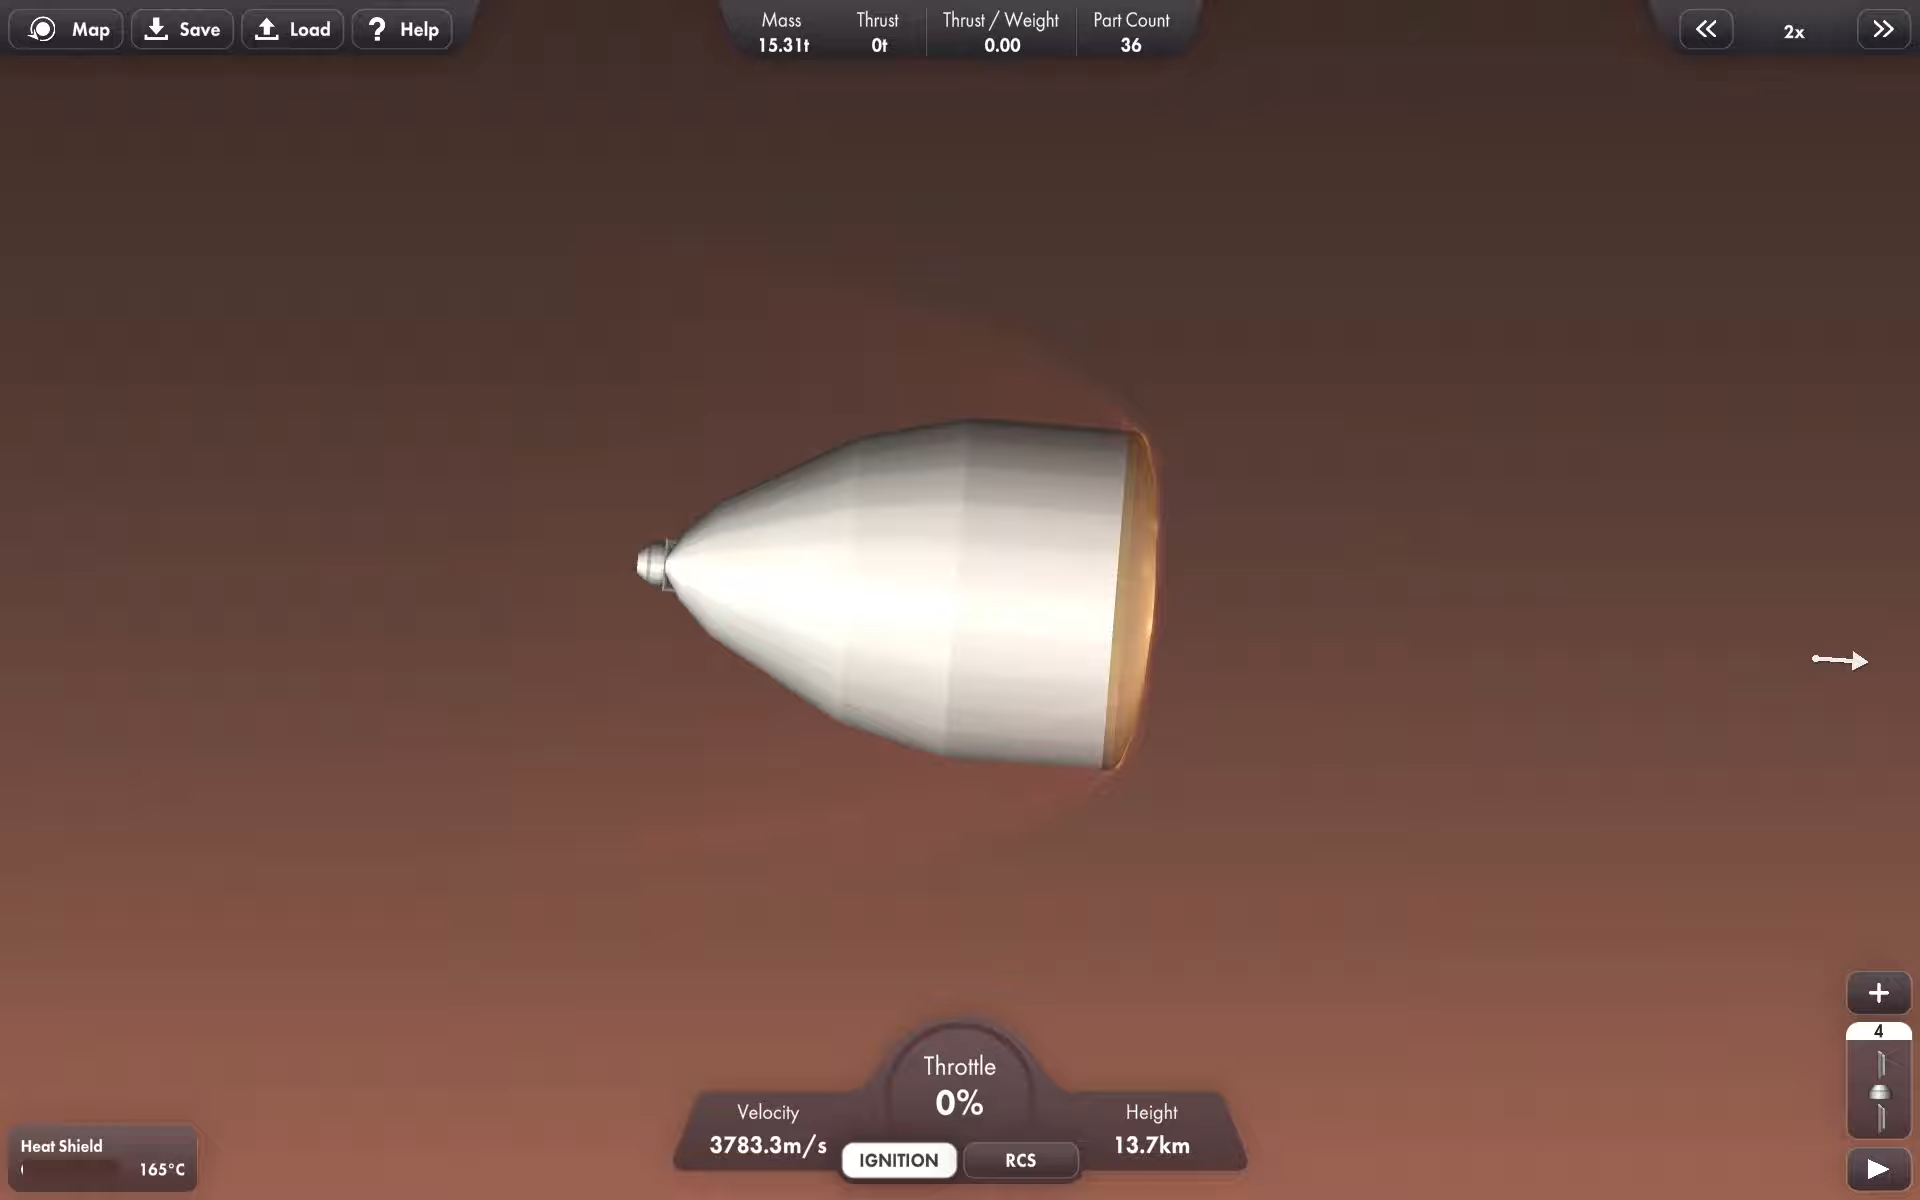 Map
Save
Load
Help
Mass
15.31t
Thrust
0t
Thrust / Weight
0.00
Part Count
36
2x
4
Throttle
0%
Velocity
3783.3m/s
Height
13.7km
IGNITION
RCS
Heat Shield
165°C